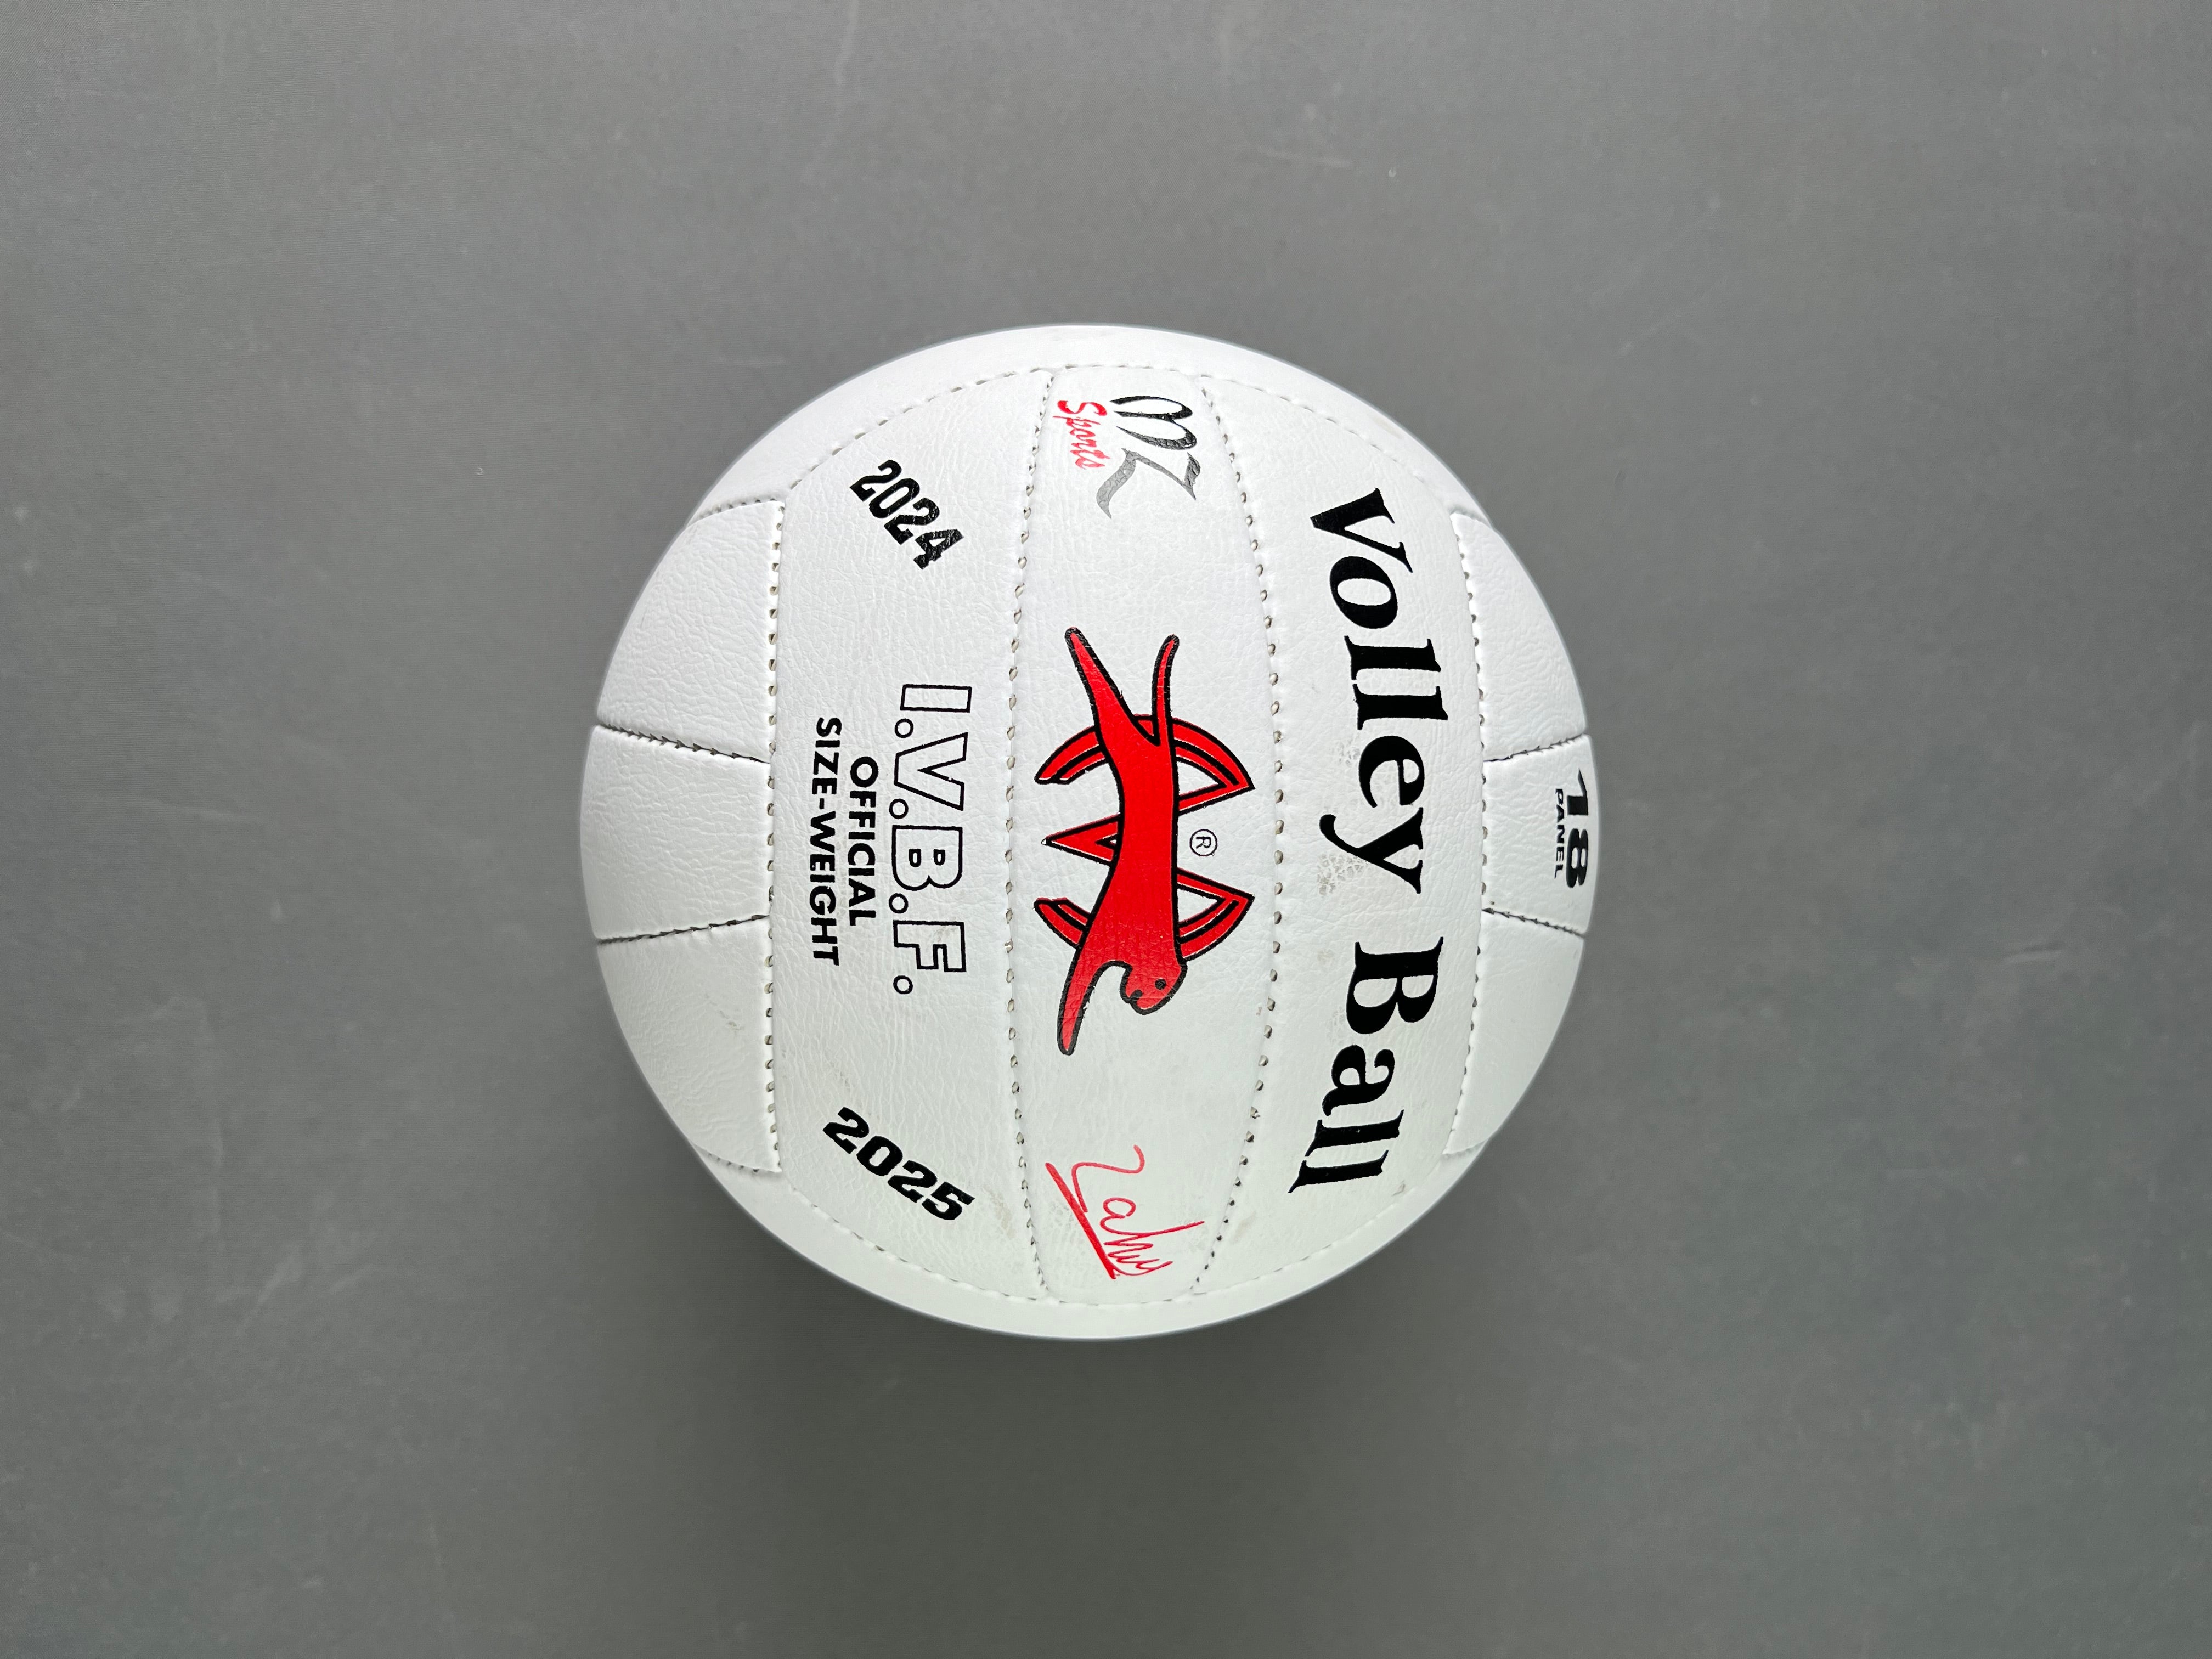 18
PANEL
Volley Ball
MZ
Sports
®
2024
I.V.B.F.
OFFICIAL
SIZE-WEIGHT
2025